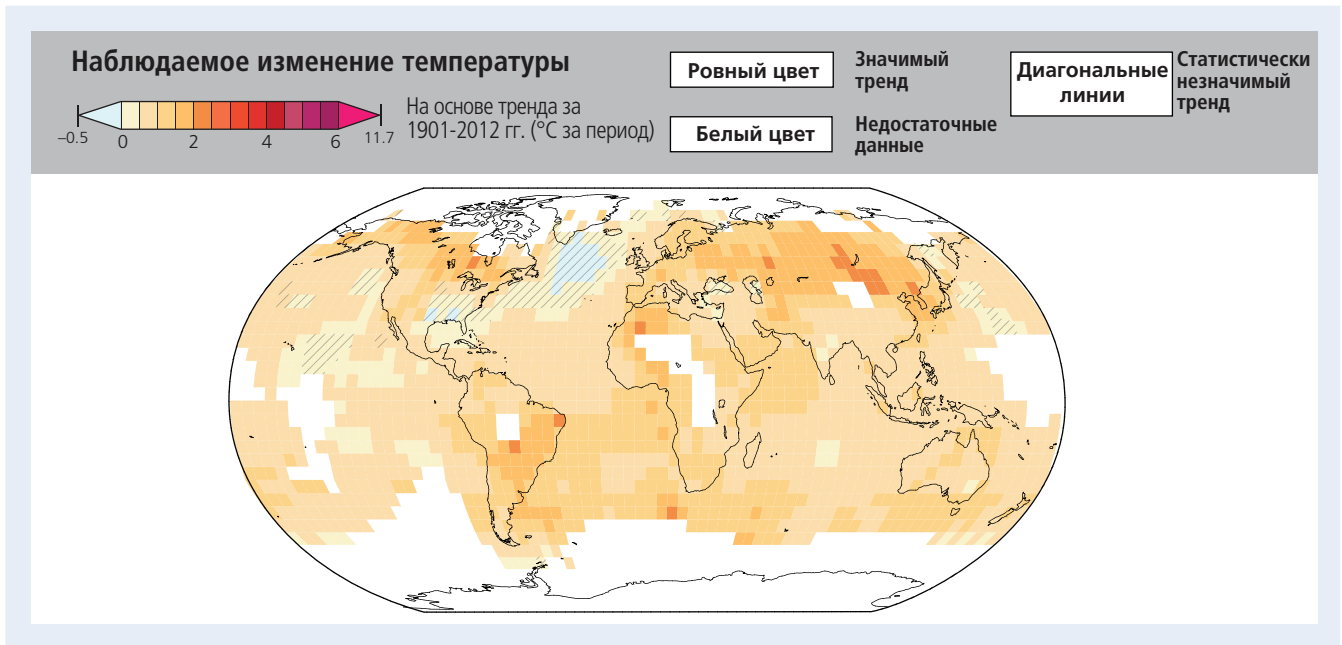 Наблюдаемое изменение температуры
−0.5
0
2
4
6
11.7
На основе тренда за
1901-2012 гг. (°C за период)
Ровный цвет
Значимый
тренд
Белый цвет
Недостаточные
данные
Диагональные
линии
Статистически
незначимый
тренд